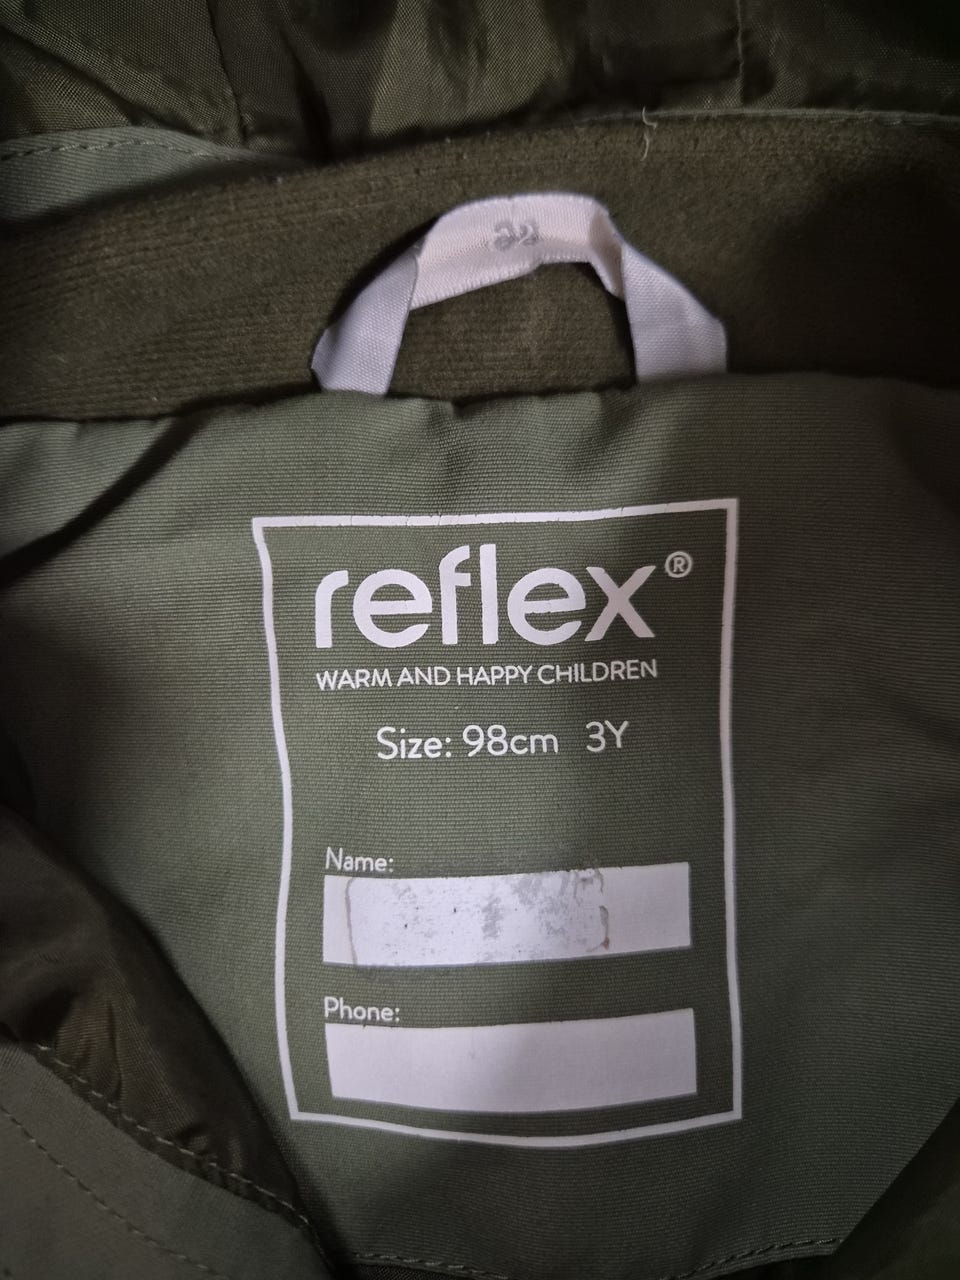 reflex®
WARM AND HAPPY CHILDREN
Size: 98cm 3Y
Name:
Phone: